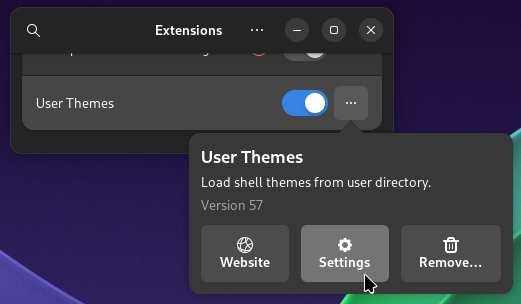 Extensions
User Themes
User Themes
Load shell themes from user directory.
Version 57
Website
Settings
Remove...